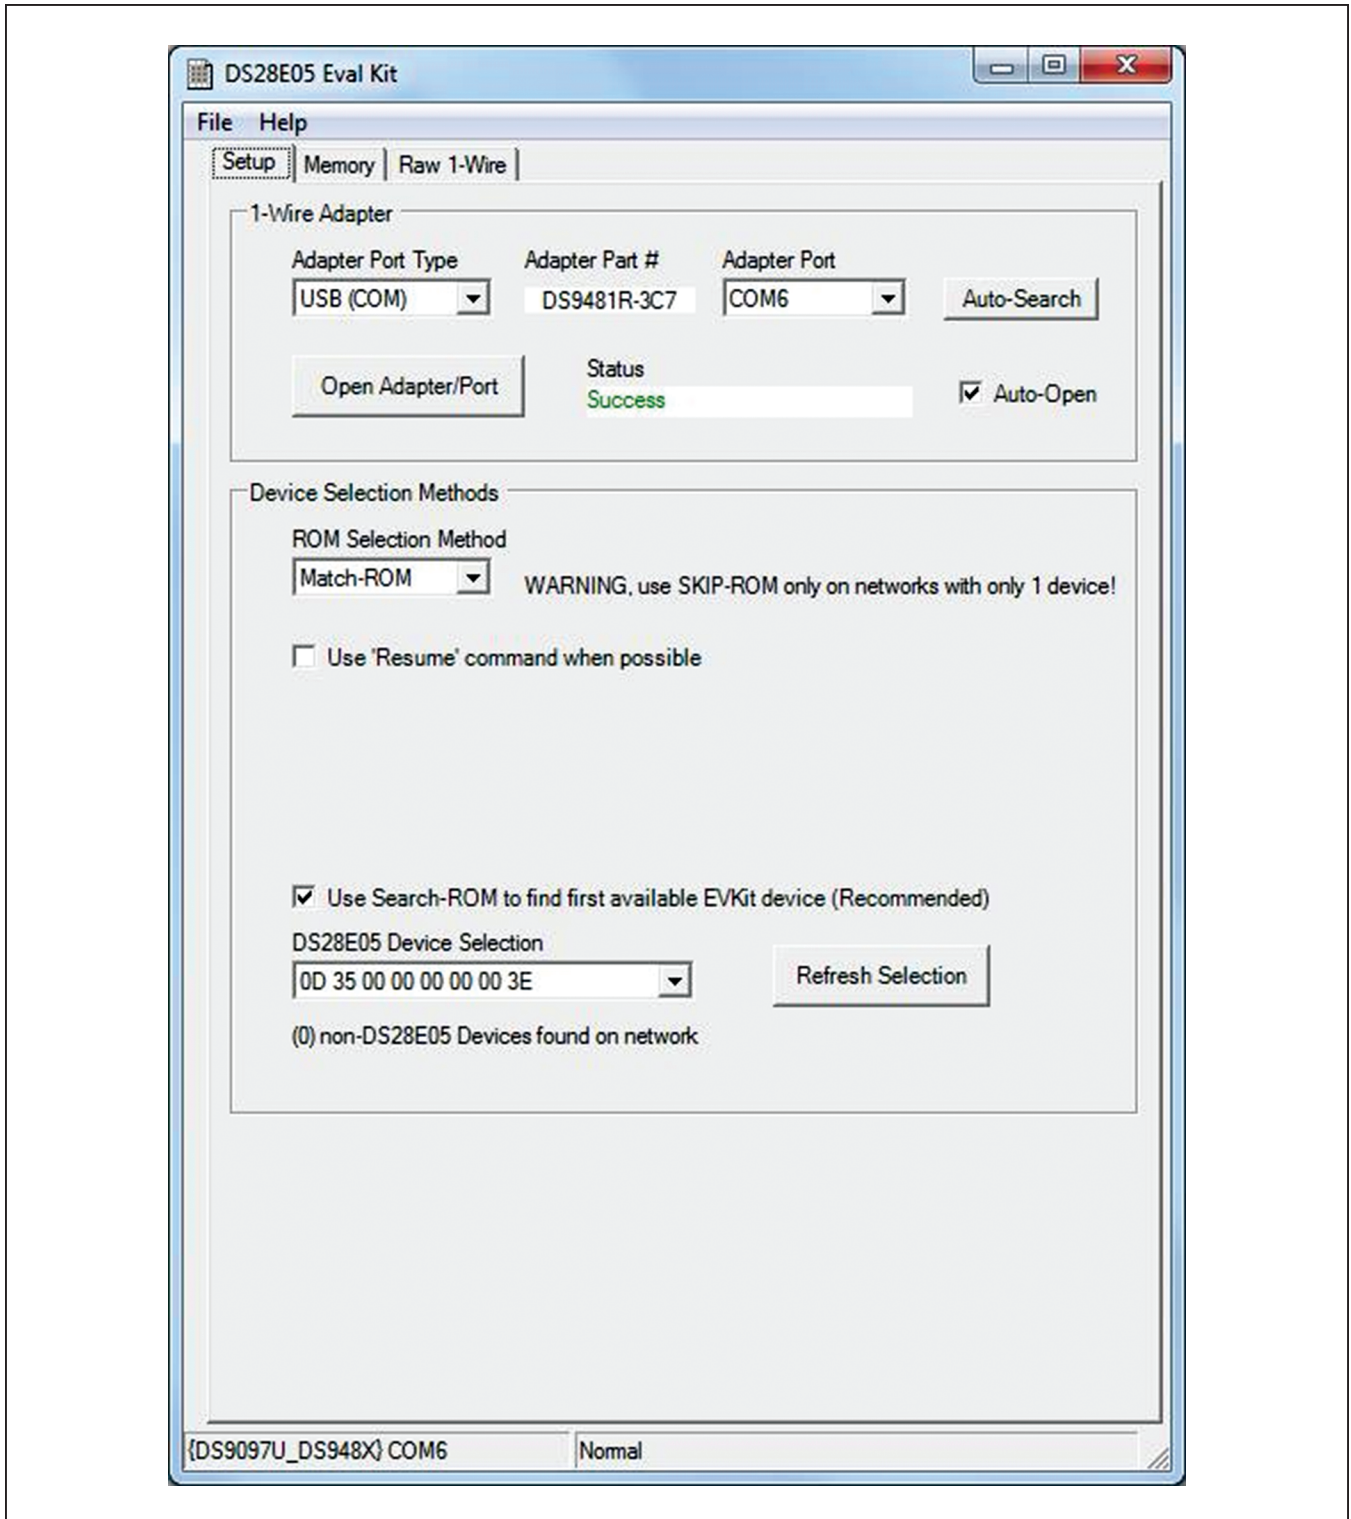 DS28E05 Eval Kit
File Help
Setup Memory Raw 1-Wire
1-Wire Adapter
Adapter Port Type Adapter Part # Adapter Port
USB (COM) DS9481R-3C7 COM6 Auto-Search
Open Adapter/Port
Status
Success
Auto-Open
Device Selection Methods
ROM Selection Method
Match-ROM
WARNING, use SKIP-ROM only on networks with only 1 device!
Use 'Resume' command when possible
Use Search-ROM to find first available EVKit device (Recommended)
DS28E05 Device Selection
0D 35 00 00 00 00 00 3E
Refresh Selection
(0) non-DS28E05 Devices found on network
{DS9097U_DS948X} COM6 Normal